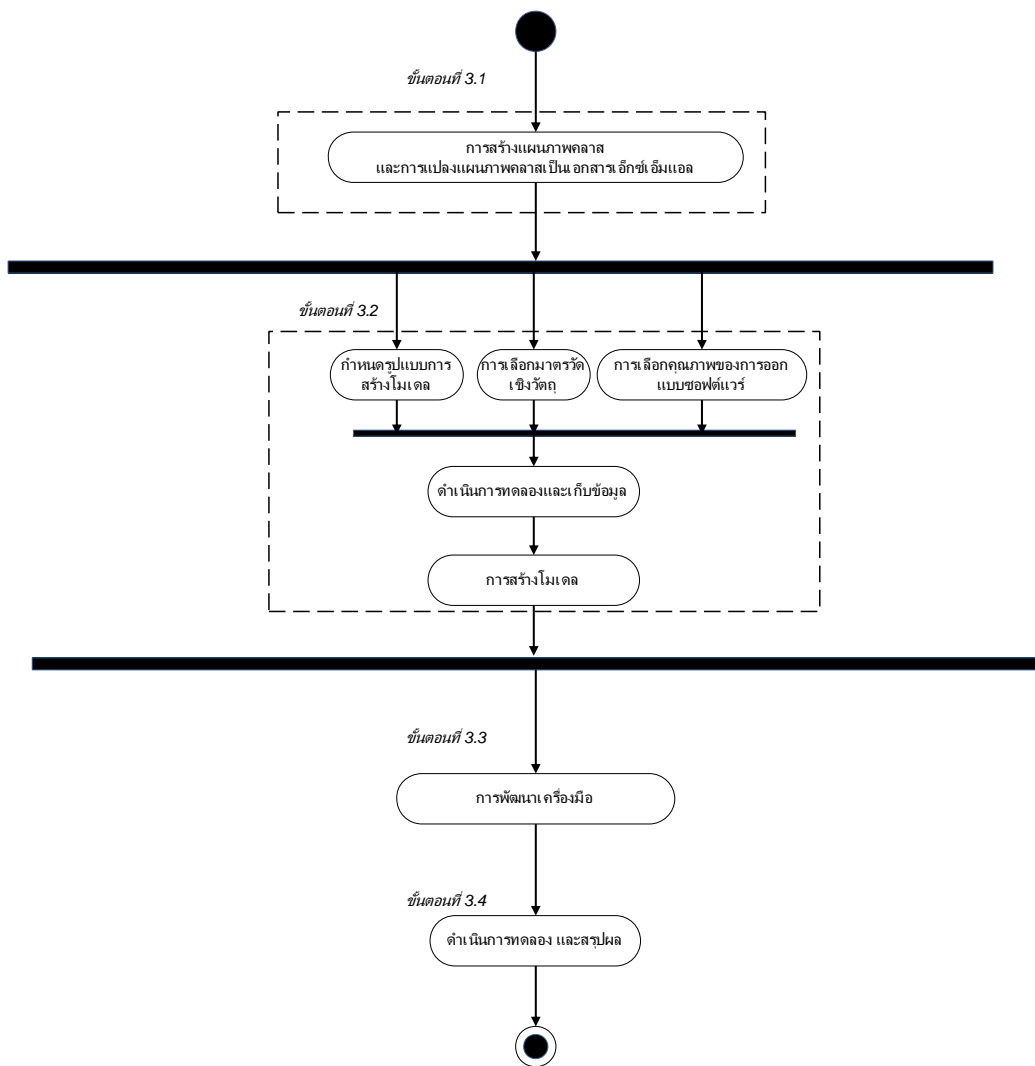 ขั้นตอนที่ 3.1
การสร้างแผนภาพคลาส
และการแปลงแผนภาพคลาสเป็นเอกสารเอ็กซ์เอ็มแอล
ขั้นตอนที่ 3.2
กำหนดรูปแบบการ
สร้างโมเดล
การเลือกมาตรวัด
เชิงวัตถุ
การเลือกคุณภาพของการออก
แบบซอฟต์แวร์
ดำเนินการทดลองและเก็บข้อมูล
การสร้างโมเดล
ขั้นตอนที่ 3.3
การพัฒนาเครื่องมือ
ขั้นตอนที่ 3.4
ดำเนินการทดลอง และสรุปผล